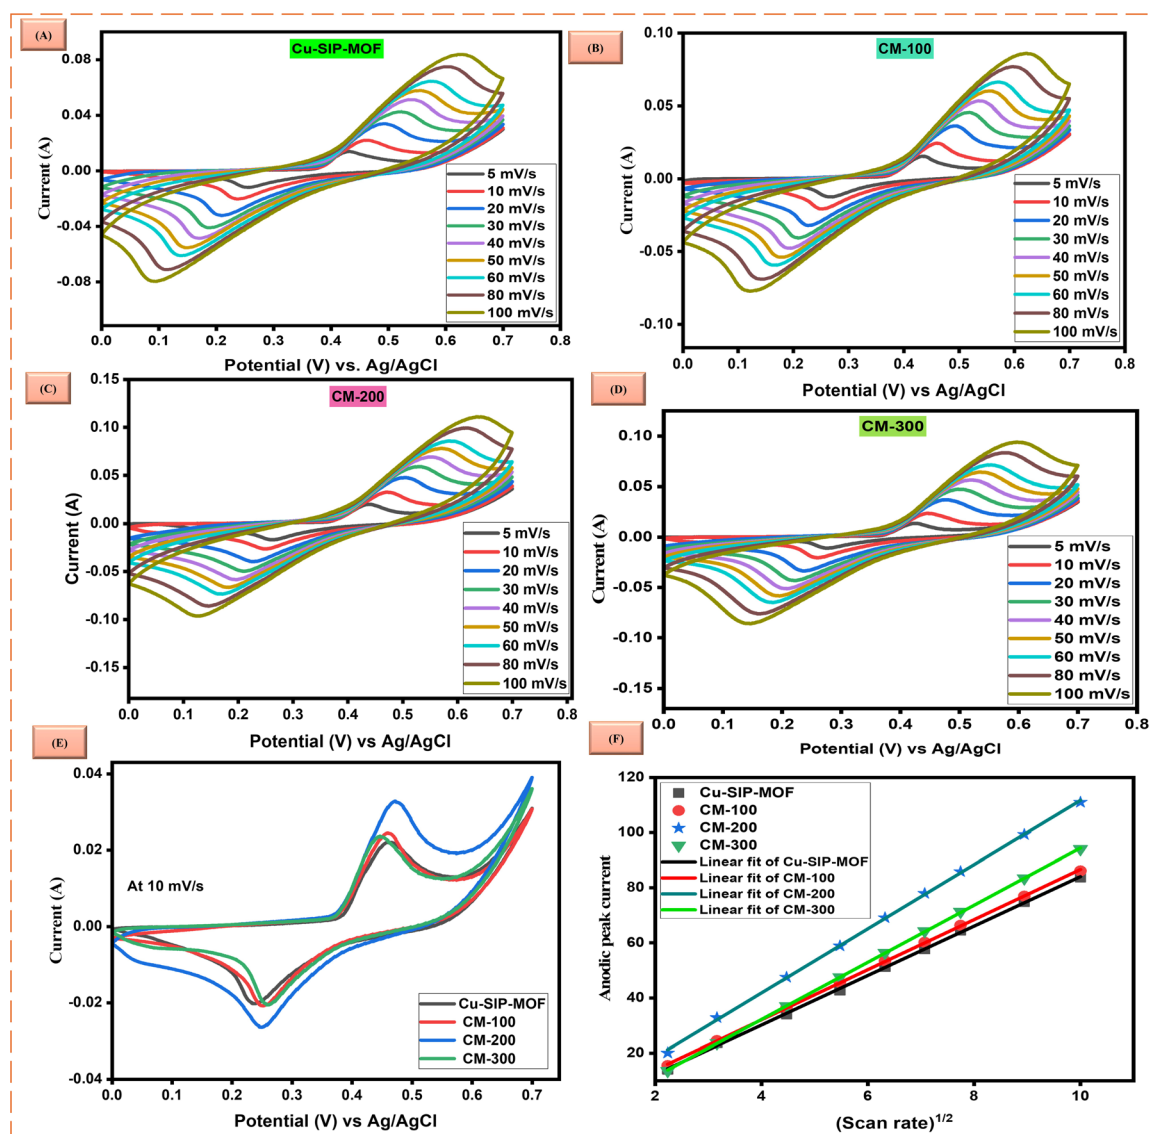 (A)
Cu-SIP-MOF
0.08
0.04
0.00
-0.04
-0.08
Current (A)
5 mV/s
10 mV/s
20 mV/s
30 mV/s
40 mV/s
50 mV/s
60 mV/s
80 mV/s
100 mV/s
0.0 0.1 0.2 0.3 0.4 0.5 0.6 0.7 0.8
Potential (V) vs. Ag/AgCl
(B)
CM-100
0.10
0.05
0.00
-0.05
-0.10
Current (A)
5 mV/s
10 mV/s
20 mV/s
30 mV/s
40 mV/s
50 mV/s
60 mV/s
80 mV/s
100 mV/s
0.0 0.1 0.2 0.3 0.4 0.5 0.6 0.7 0.8
Potential (V) vs Ag/AgCl
(C)
CM-200
0.15
0.10
0.05
0.00
-0.05
-0.10
-0.15
Current (A)
5 mV/s
10 mV/s
20 mV/s
30 mV/s
40 mV/s
50 mV/s
60 mV/s
80 mV/s
100 mV/s
0.0 0.1 0.2 0.3 0.4 0.5 0.6 0.7 0.8
Potential (V) vs Ag/AgCl
(D)
CM-300
0.10
0.05
0.00
-0.05
-0.10
-0.15
Current (A)
5 mV/s
10 mV/s
20 mV/s
30 mV/s
40 mV/s
50 mV/s
60 mV/s
80 mV/s
100 mV/s
0.0 0.1 0.2 0.3 0.4 0.5 0.6 0.7 0.8
Potential (V) vs Ag/AgCl
(E)
0.04
0.02
0.00
-0.02
-0.04
Current (A)
At 10 mV/s
Cu-SIP-MOF
CM-100
CM-200
CM-300
0.0 0.1 0.2 0.3 0.4 0.5 0.6 0.7
Potential (V) vs Ag/AgCl
(F)
120
100
80
60
40
20
Anodic peak current
Cu-SIP-MOF
CM-100
CM-200
CM-300
Linear fit of Cu-SIP-MOF
Linear fit of CM-100
Linear fit of CM-200
Linear fit of CM-300
2 4 6 8 10
(Scan rate)1/2